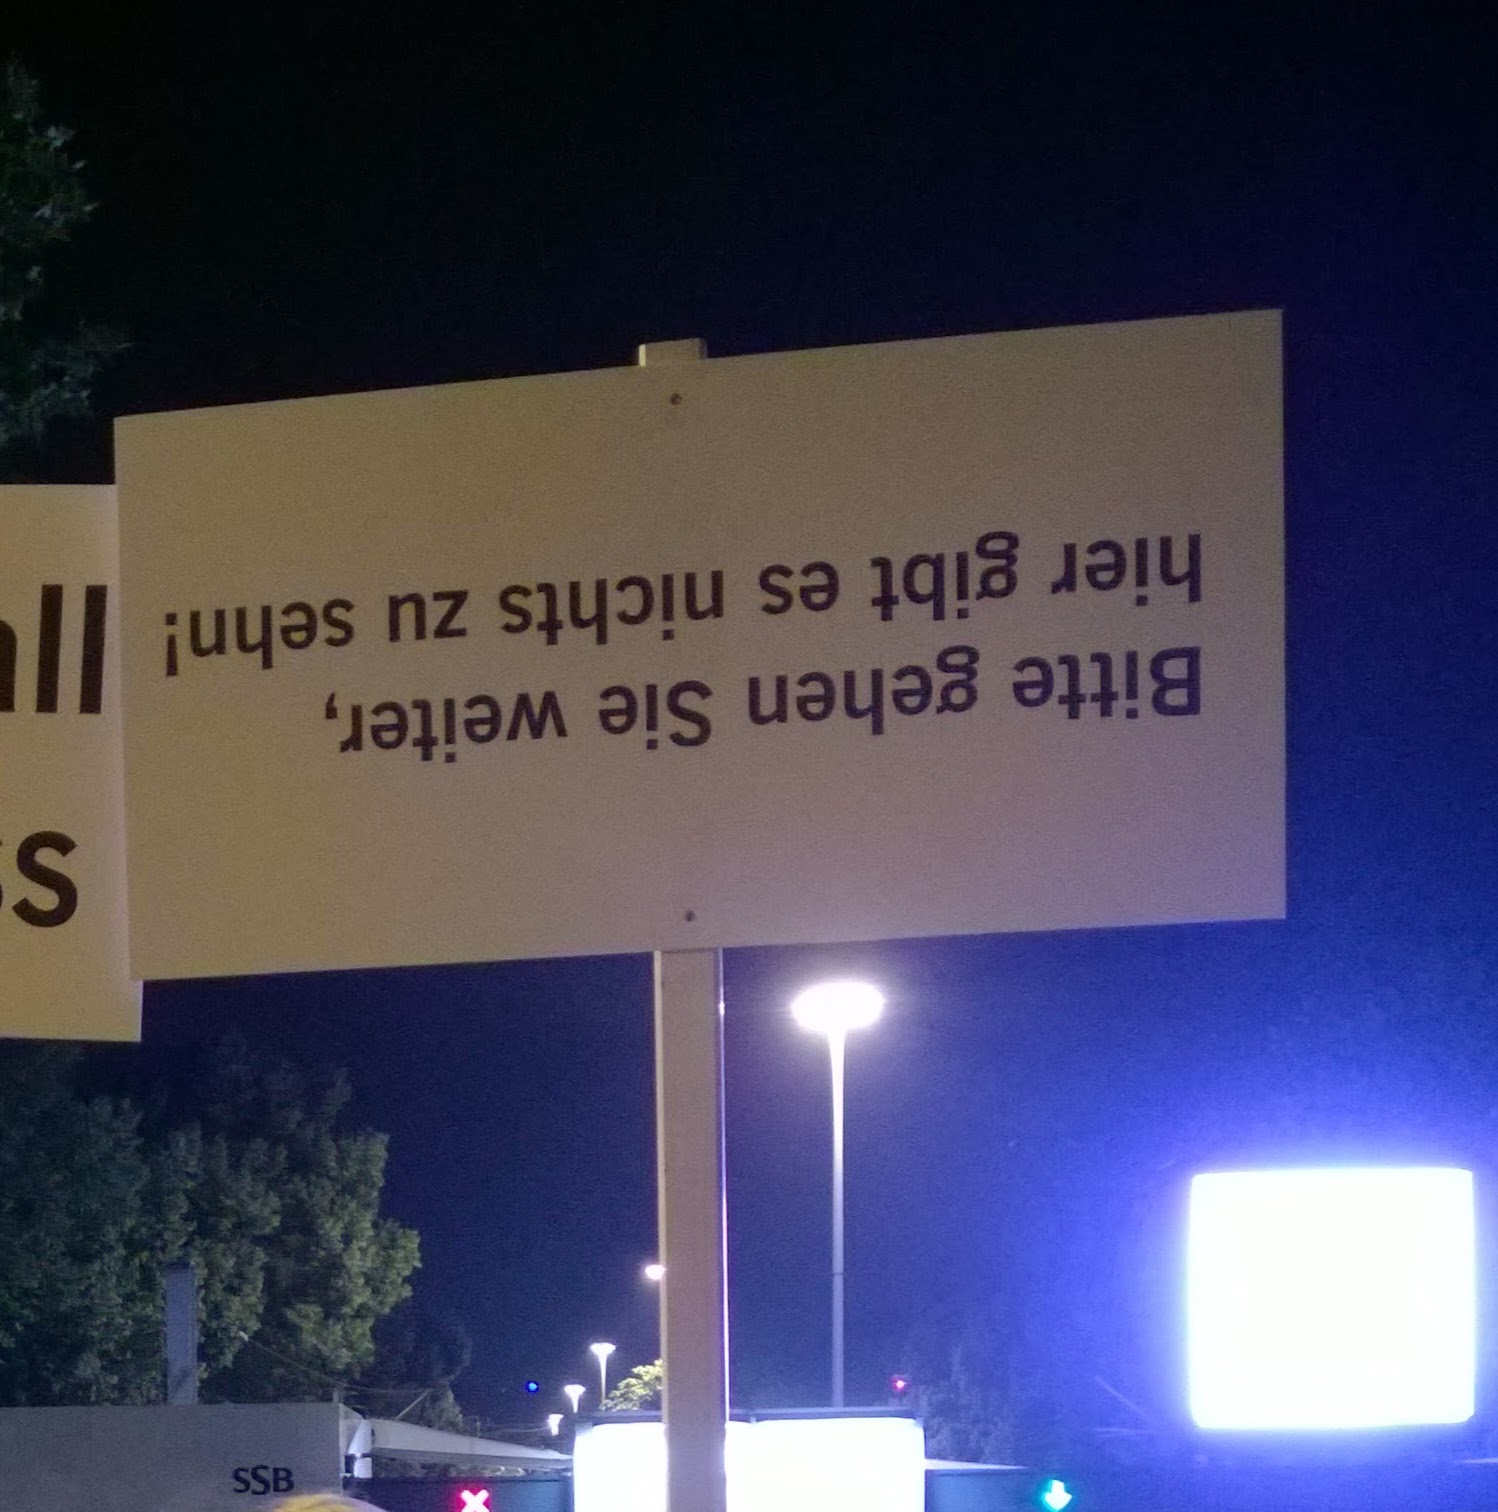 Bitte gehen Sie weiter,
hier gibt es nichts zu sehn!
SSB